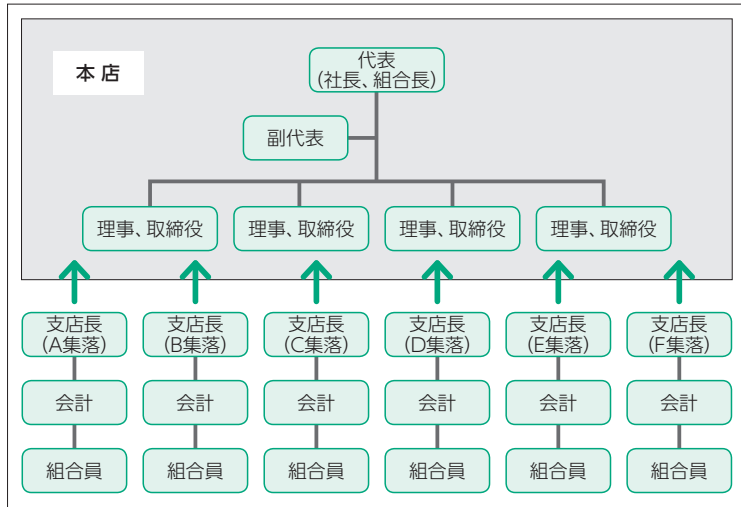 本店
代表
(社長、組合長)
副代表
理事、取締役
理事、取締役
理事、取締役
理事、取締役
支店長
(A集落)
支店長
(B集落)
支店長
(C集落)
支店長
(D集落)
支店長
(E集落)
支店長
(F集落)
会計
会計
会計
会計
会計
会計
組合員
組合員
組合員
組合員
組合員
組合員